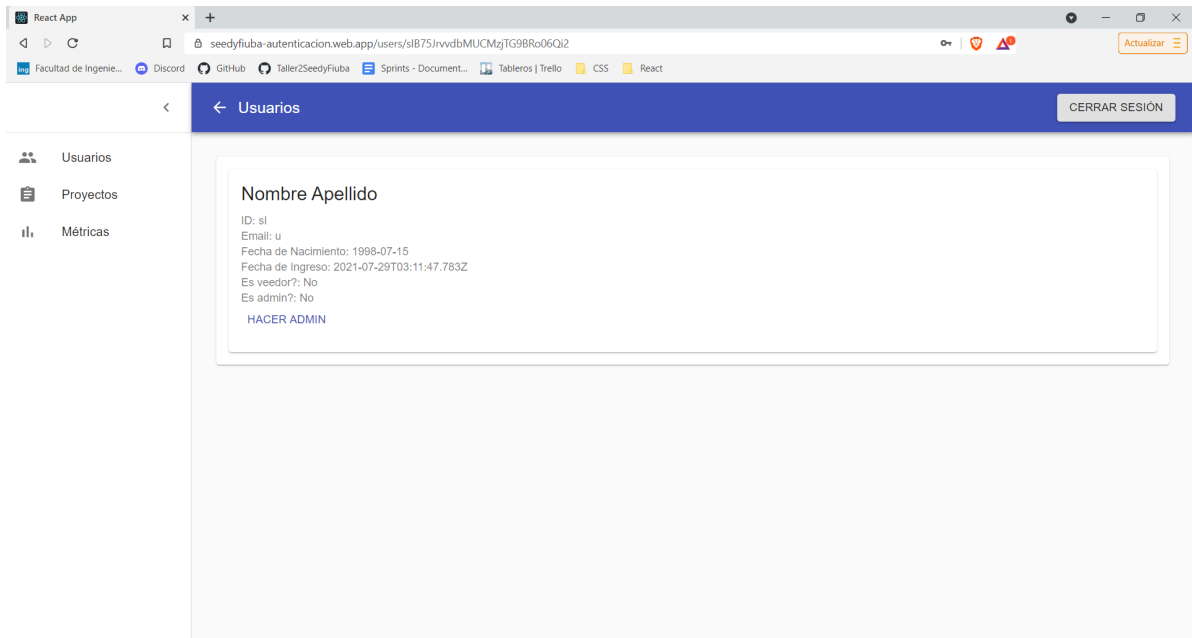 React App
seedyfiuba-autenticacion.web.app/users/sIB75JrvvdbMUCMzjTG9BRo06Qi2
Actualizar
ing Facultad de Ingenie... Discord GitHub Taller2SeedyFiuba Sprints - Document... Tableros | Trello CSS React
Usuarios CERRAR SESIÓN
Usuarios
Proyectos
Métricas
Nombre Apellido
ID: sI
Email: u
Fecha de Nacimiento: 1998-07-15
Fecha de Ingreso: 2021-07-29T03:11:47.783Z
Es veedor?: No
Es admin?: No
HACER ADMIN